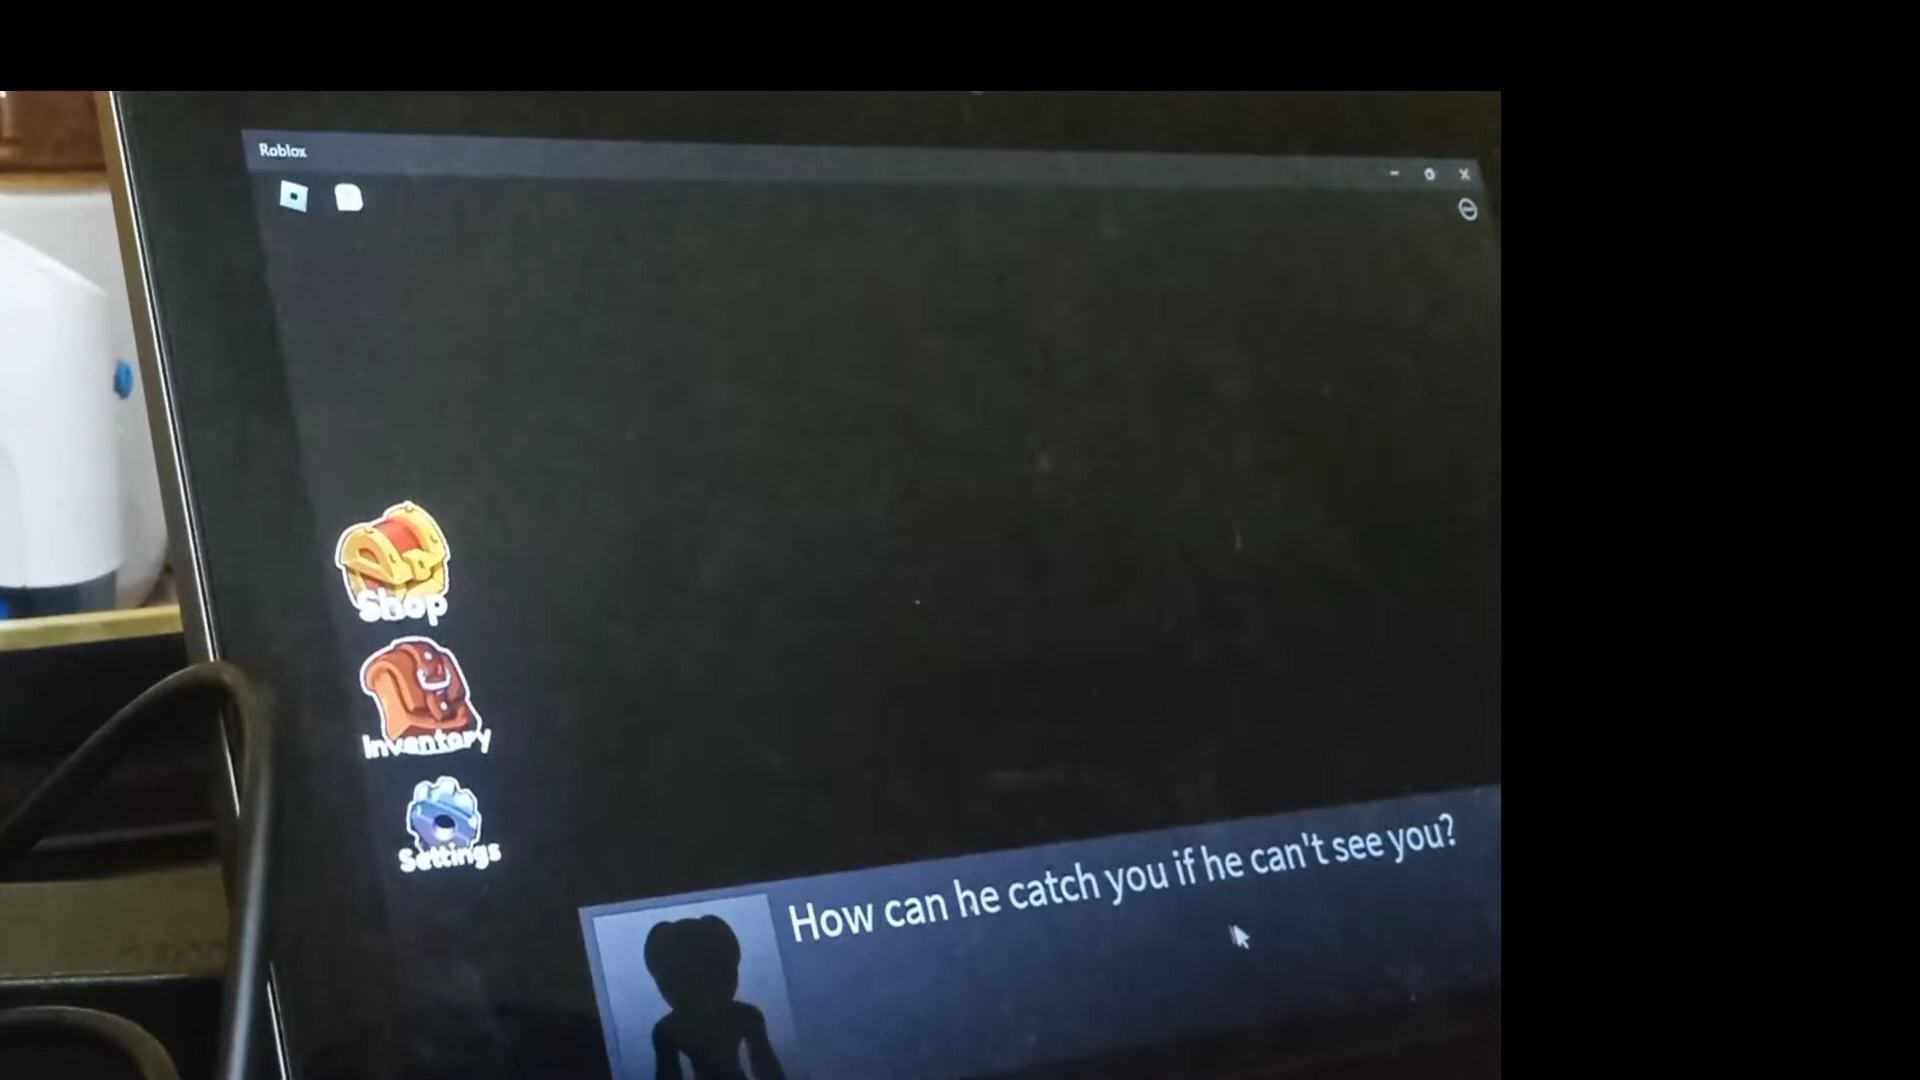 Roblox
Shop
Inventory
Settings
How can he catch you if he can't see you?